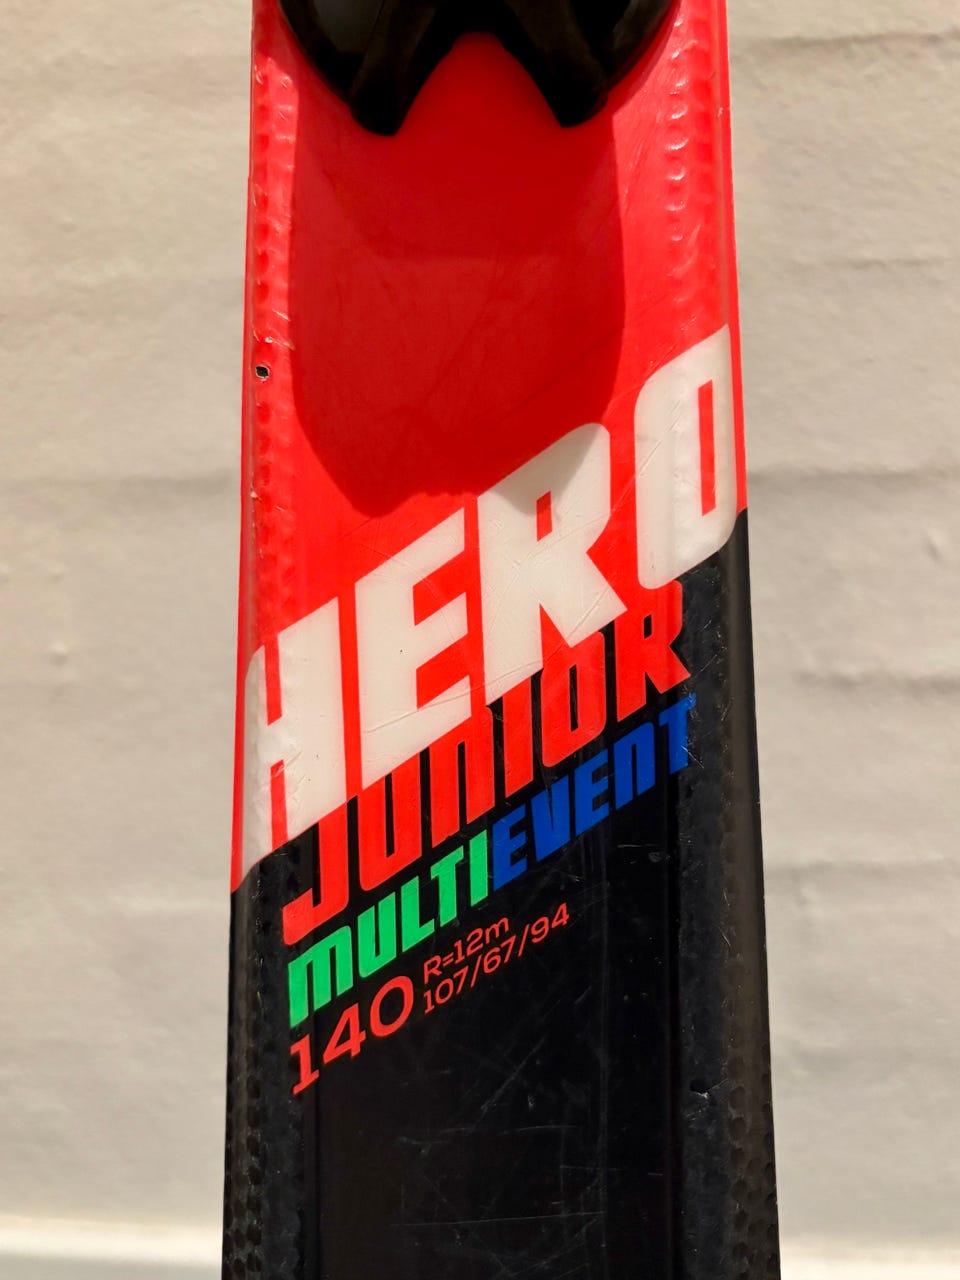 HERO
JUNIOR
MULTIEVENT
140
R=12m
107/67/94